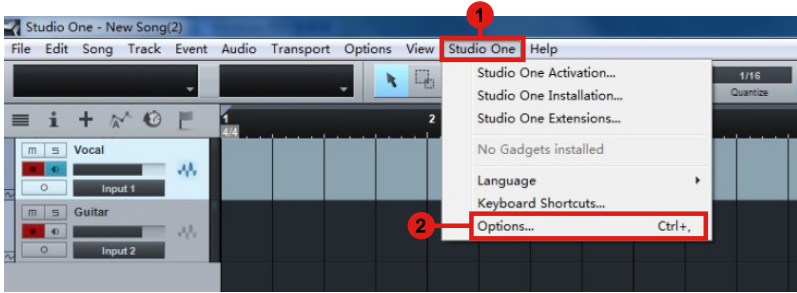 1
Studio One - New Song(2)
File Edit Song Track Event Audio Transport Options View Studio One Help
Studio One Activation...
Studio One Installation...
Studio One Extensions...
No Gadgets installed
Language
Keyboard Shortcuts...
2 Options... Ctrl+,
1/16
Quantize
1 2
4/4
M S Vocal
Input 1
M S Guitar
Input 2